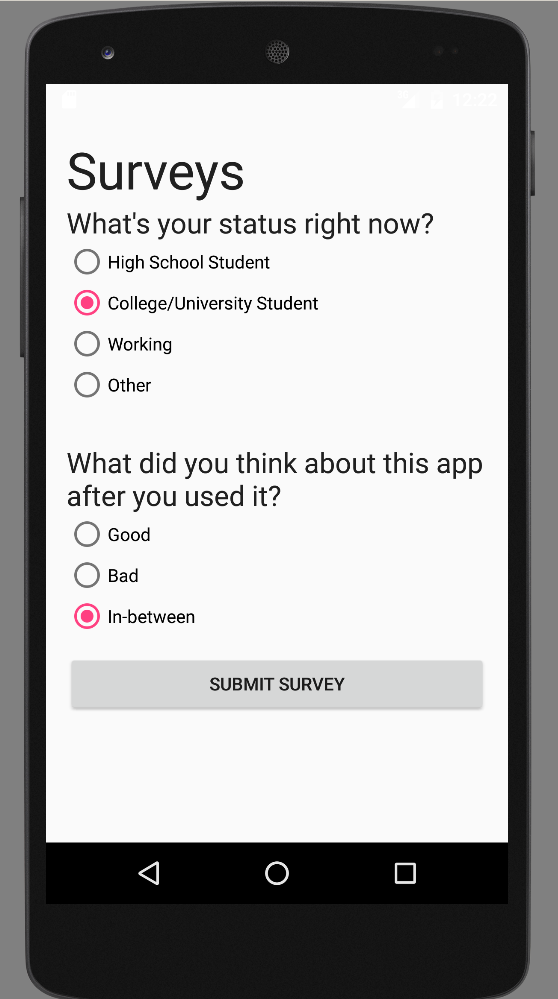 12:22
Surveys
What's your status right now?
High School Student
College/University Student
Working
Other
What did you think about this app
after you used it?
Good
Bad
In-between
SUBMIT SURVEY